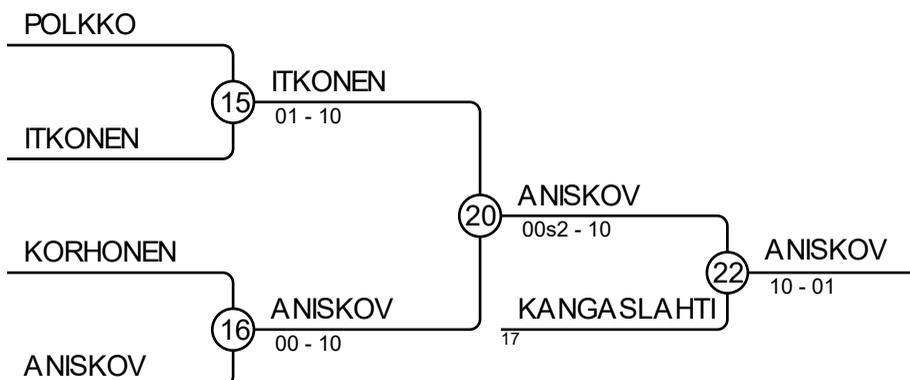 POLKKO
ITKONEN
15
01 - 10
ITKONEN
ANISKOV
20
00s2 - 10
KORHONEN
ANISKOV
22
10 - 01
ANISKOV
16
00 - 10
KANGASLAHTI
17
ANISKOV